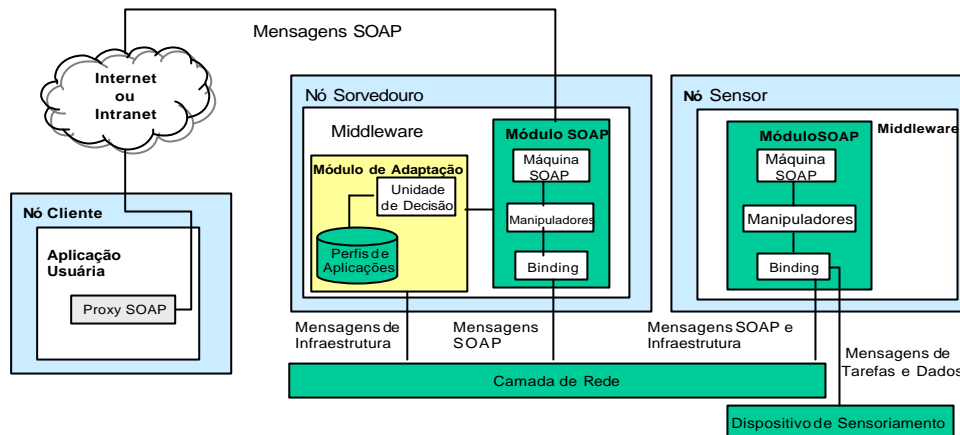 Mensagens SOAP
Internet
ou
Intranet
Nó Cliente
Aplicação
Usuária
Proxy SOAP
Nó Sorvedouro
Middleware
Módulo de Adaptação
Unidade
de Decisão
Perfis de
Aplicações
Módulo SOAP
Máquina
SOAP
Manipuladores
Binding
Nó Sensor
Middleware
MóduloSOAP
Máquina
SOAP
Manipuladores
Binding
Mensagens de
Infraestrutura
Mensagens
SOAP
Mensagens SOAP e
Infraestrutura
Mensagens de
Tarefas e Dados
Camada de Rede
Dispositivo de Sensoriamento